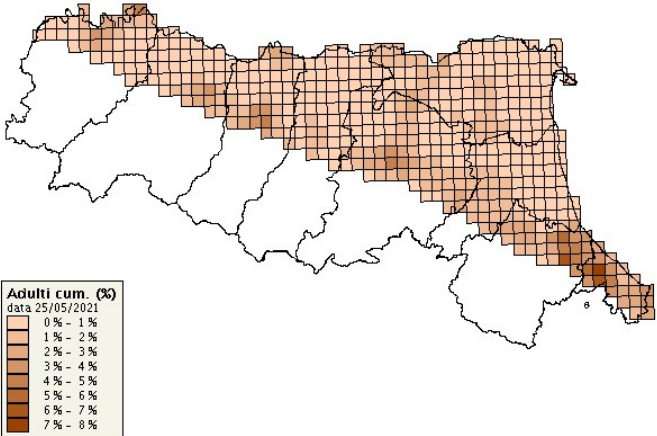 6
Adulti cum. (%)
data 25/05/2021
0 % - 1 %
1 % - 2 %
2 % - 3 %
3 % - 4 %
4 % - 5 %
5 % - 6 %
6 % - 7 %
7 % - 8 %